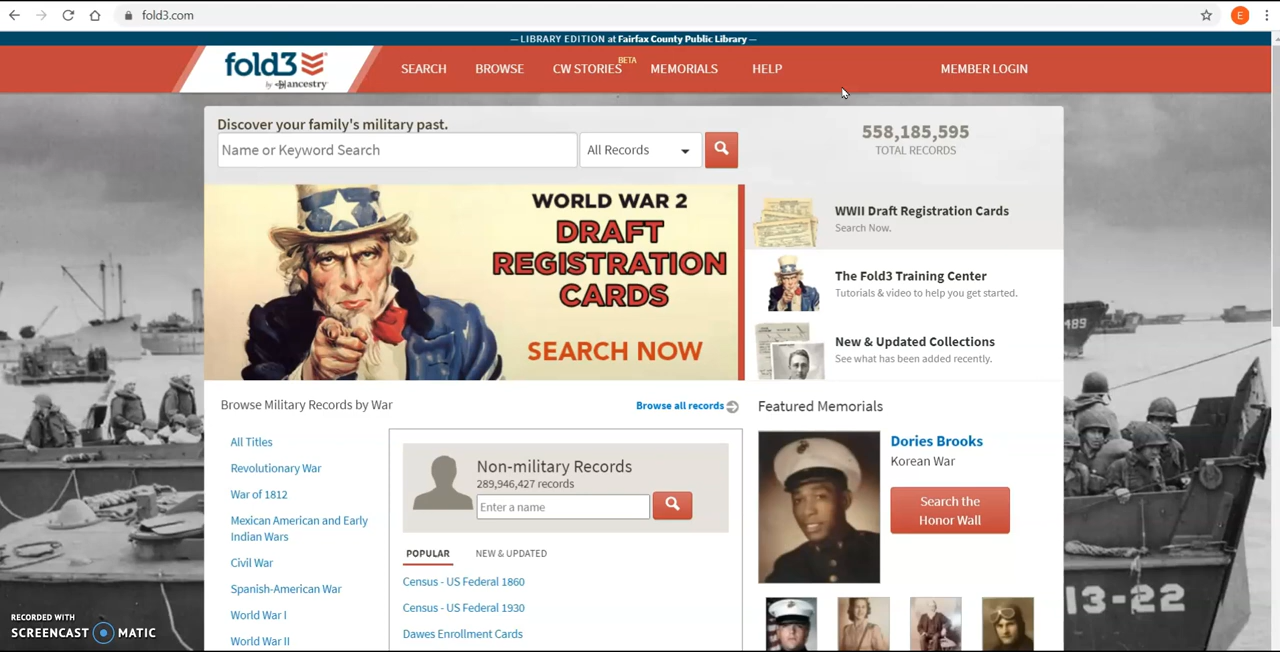 fold3.com
E
— LIBRARY EDITION at Fairfax County Public Library —
fold3
by ancestry
SEARCH
BROWSE
CW STORIES BETA
MEMORIALS
HELP
MEMBER LOGIN
Discover your family's military past.
Name or Keyword Search
All Records
558,185,595
TOTAL RECORDS
WORLD WAR 2
DRAFT
REGISTRATION
CARDS
SEARCH NOW
WWII Draft Registration Cards
Search Now.
The Fold3 Training Center
Tutorials & video to help you get started.
New & Updated Collections
See what has been added recently.
489
Browse Military Records by War
Browse all records
All Titles
Revolutionary War
War of 1812
Mexican American and Early
Indian Wars
Civil War
Spanish-American War
World War I
World War II
Non-military Records
289,946,427 records
Enter a name
POPULAR
NEW & UPDATED
Census - US Federal 1860
Census - US Federal 1930
Dawes Enrollment Cards
Featured Memorials
Dories Brooks
Korean War
Search the
Honor Wall
13-22
RECORDED WITH
SCREENCAST MATIC